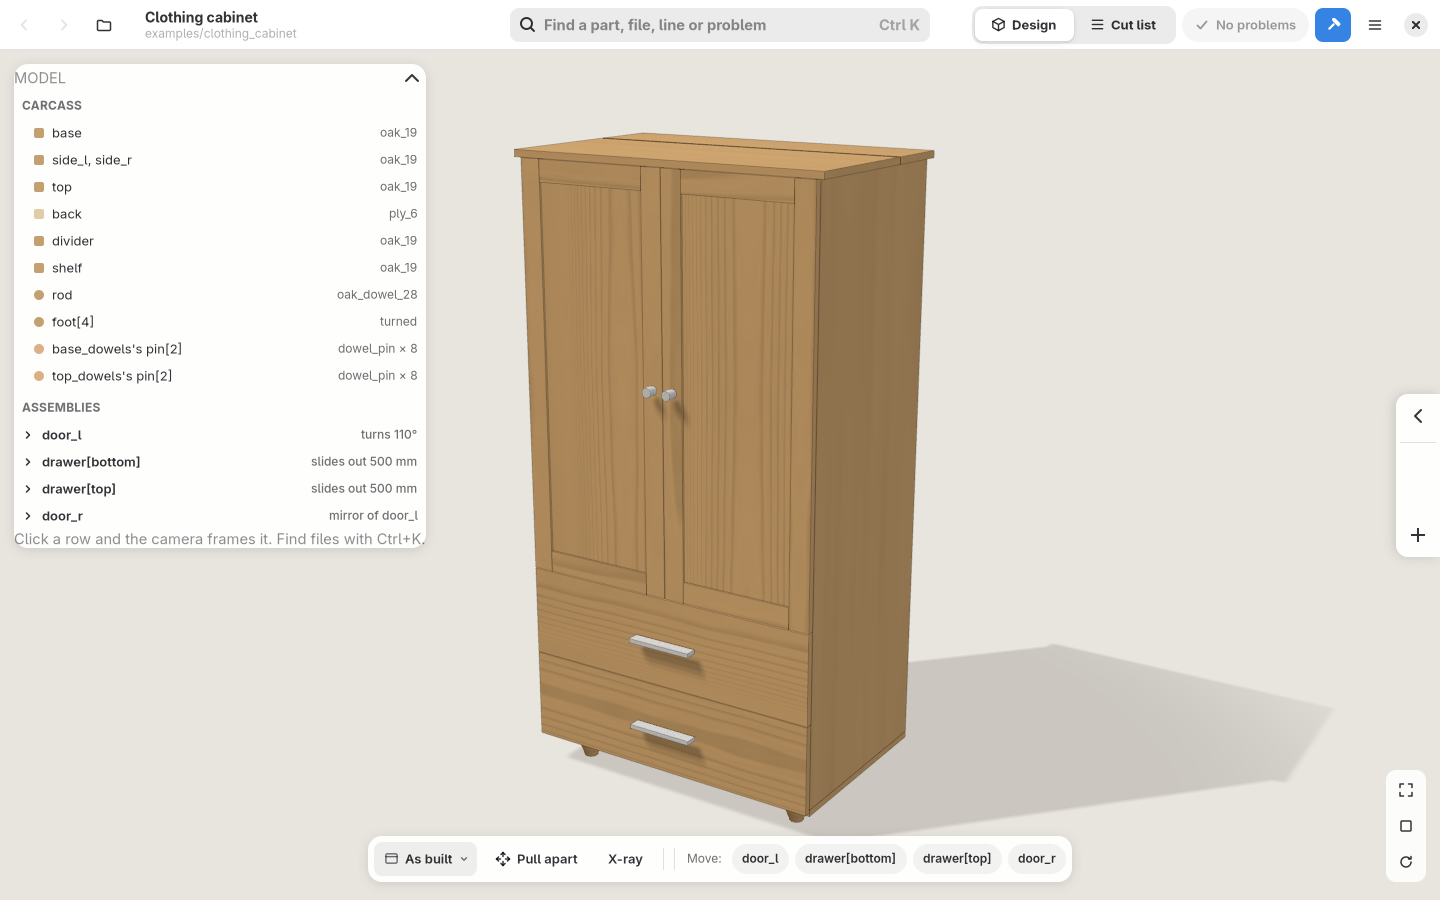 Clothing cabinet
examples/clothing_cabinet
Find a part, file, line or problem Ctrl K
Design
Cut list
No problems
MODEL
CARCASS
base oak_19
side_l, side_r oak_19
top oak_19
back ply_6
divider oak_19
shelf oak_19
rod oak_dowel_28
foot[4] turned
base_dowels's pin[2] dowel_pin × 8
top_dowels's pin[2] dowel_pin × 8
ASSEMBLIES
door_l turns 110°
drawer[bottom] slides out 500 mm
drawer[top] slides out 500 mm
door_r mirror of door_l
Click a row and the camera frames it. Find files with Ctrl+K.
As built
Pull apart
X-ray
Move:
door_l
drawer[bottom]
drawer[top]
door_r